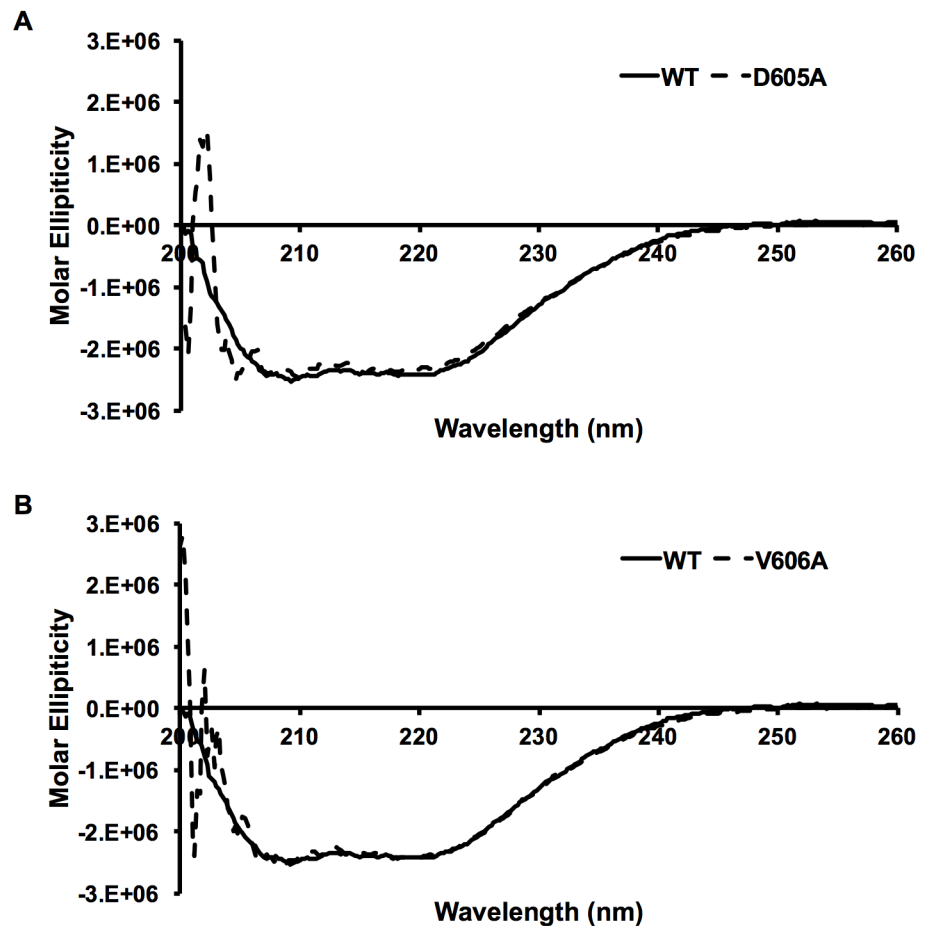 A
3.E+06
2.E+06
1.E+06
0.E+00
-1.E+06
-2.E+06
-3.E+06
Molar Ellipiticity
WT D605A
200 210 220 230 240 250 260
Wavelength (nm)
B
3.E+06
2.E+06
1.E+06
0.E+00
-1.E+06
-2.E+06
-3.E+06
Molar Ellipiticity
WT V606A
200 210 220 230 240 250 260
Wavelength (nm)